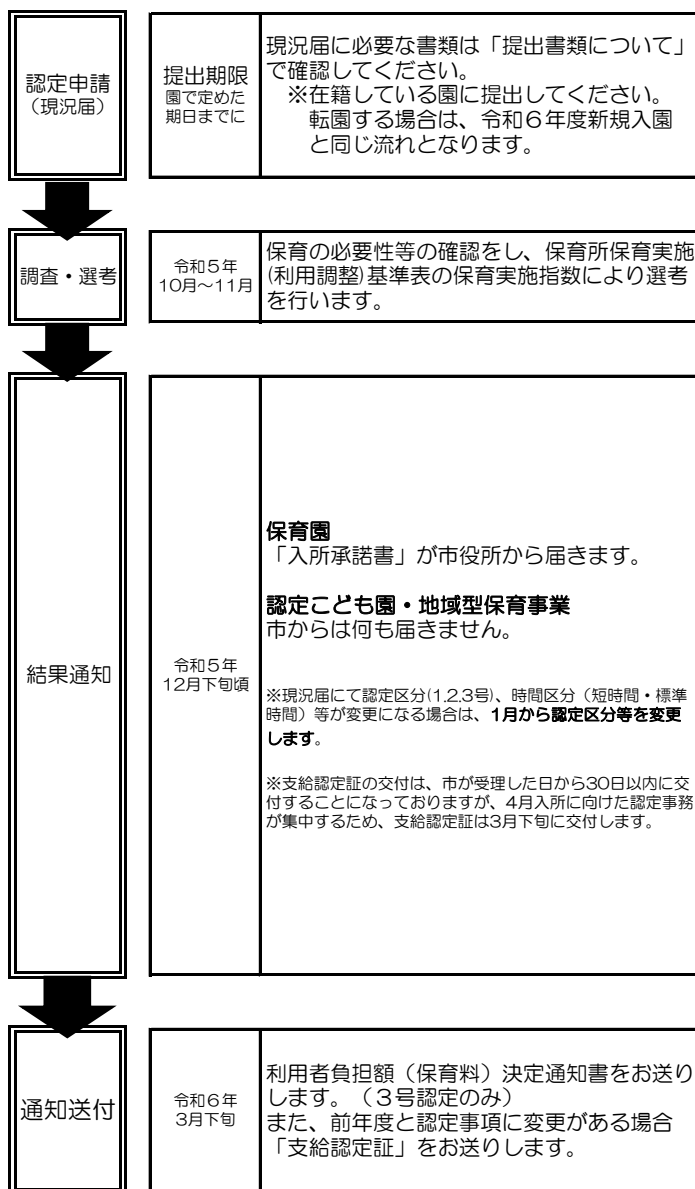 認定申請
（現況届）
提出期限
園で定めた
期日までに
現況届に必要な書類は「提出書類について」
で確認してください。
※在籍している園に提出してください。
転園する場合は、令和６年度新規入園
と同じ流れとなります。
調査・選考
令和５年
10月～11月
保育の必要性等の確認をし、保育所保育実施
(利用調整)基準表の保育実施指数により選考
を行います。
結果通知
令和５年
12月下旬頃
保育園
「入所承諾書」が市役所から届きます。
認定こども園・地域型保育事業
市からは何も届きません。
※現況届にて認定区分(1.2.3号)、時間区分（短時間・標準
時間）等が変更になる場合は、1月から認定区分等を変更
します。
※支給認定証の交付は、市が受理した日から30日以内に交
付することになっておりますが、4月入所に向けた認定事務
が集中するため、支給認定証は3月下旬に交付します。
通知送付
令和６年
3月下旬
利用者負担額（保育料）決定通知書をお送り
します。（３号認定のみ）
また、前年度と認定事項に変更がある場合
「支給認定証」をお送りします。